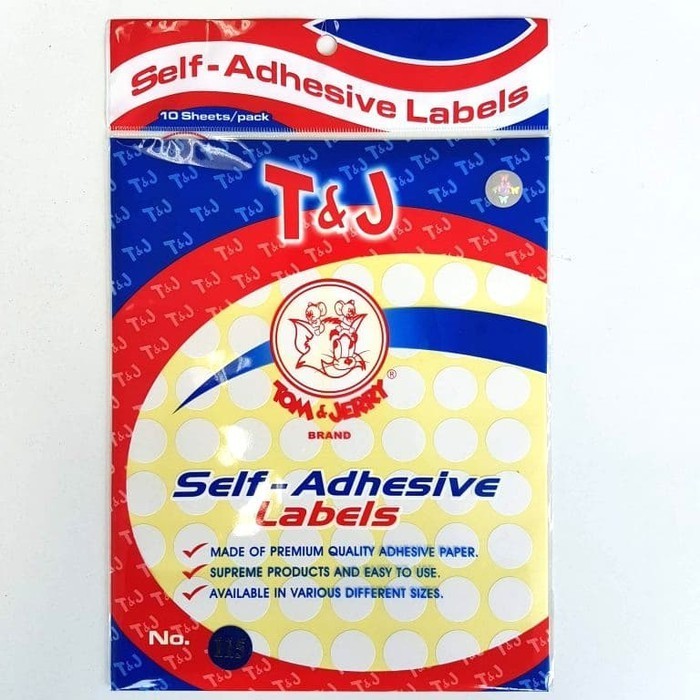 Self-Adhesive Labels
10 Sheets/pack
T&J
TOM & JERRY ®
BRAND
Self-Adhesive
Labels
✓ MADE OF PREMIUM QUALITY ADHESIVE PAPER.
✓ SUPREME PRODUCTS AND EASY TO USE.
✓ AVAILABLE IN VARIOUS DIFFERENT SIZES.
No. 115